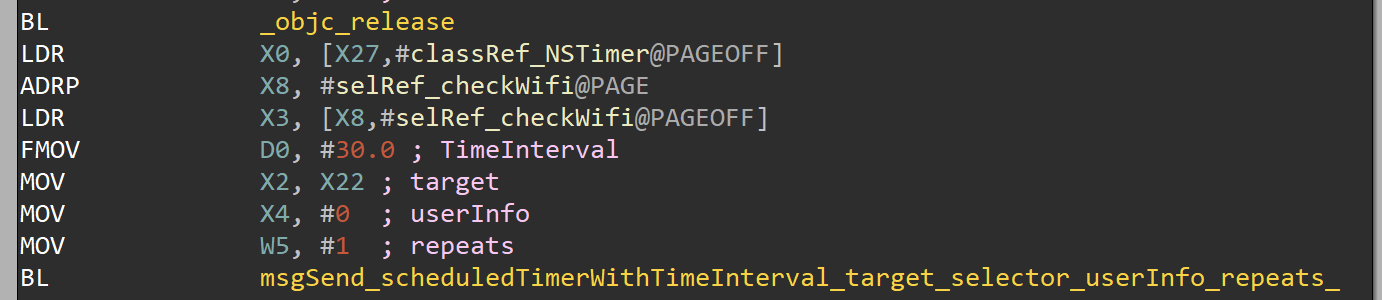 BL _objc_release
LDR X0, [X27,#classRef_NSTimer@PAGEOFF]
ADRP X8, #selRef_checkWifi@PAGE
LDR X3, [X8,#selRef_checkWifi@PAGEOFF]
FMOV D0, #30.0 ; TimeInterval
MOV X2, X22 ; target
MOV X4, #0 ; userInfo
MOV W5, #1 ; repeats
BL msgSend_scheduledTimerWithTimeInterval_target_selector_userInfo_repeats_